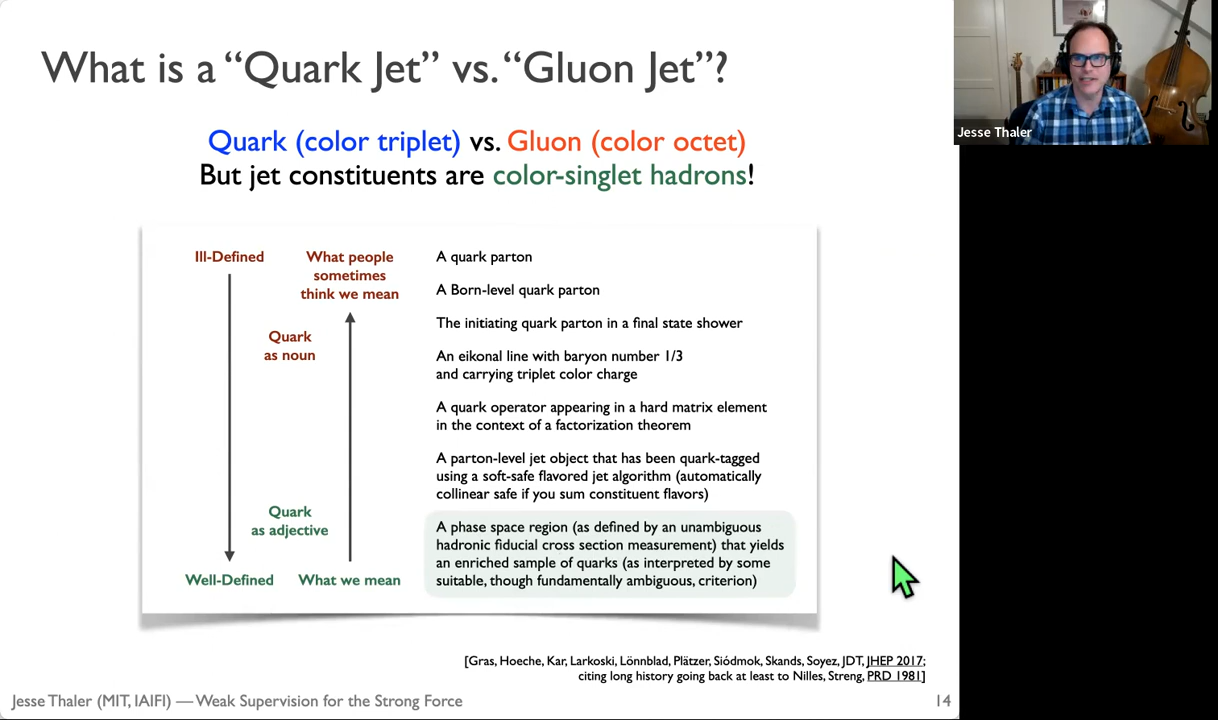 What is a “Quark Jet” vs. “Gluon Jet”?
Jesse Thaler
Quark (color triplet) vs. Gluon (color octet)
But jet constituents are color-singlet hadrons!
Ill-Defined
What people
sometimes
think we mean
Quark
as noun
Quark
as adjective
Well-Defined
What we mean
A quark parton
A Born-level quark parton
The initiating quark parton in a final state shower
An eikonal line with baryon number 1/3
and carrying triplet color charge
A quark operator appearing in a hard matrix element
in the context of a factorization theorem
A parton-level jet object that has been quark-tagged
using a soft-safe flavored jet algorithm (automatically
collinear safe if you sum constituent flavors)
A phase space region (as defined by an unambiguous
hadronic fiducial cross section measurement) that yields
an enriched sample of quarks (as interpreted by some
suitable, though fundamentally ambiguous, criterion)
[Gras, Hoeche, Kar, Larkoski, Lönnblad, Plätzer, Siódmok, Skands, Soyez, JDT, JHEP 2017;
citing long history going back at least to Nilles, Streng, PRD 1981]
Jesse Thaler (MIT, IAIFI) — Weak Supervision for the Strong Force
14